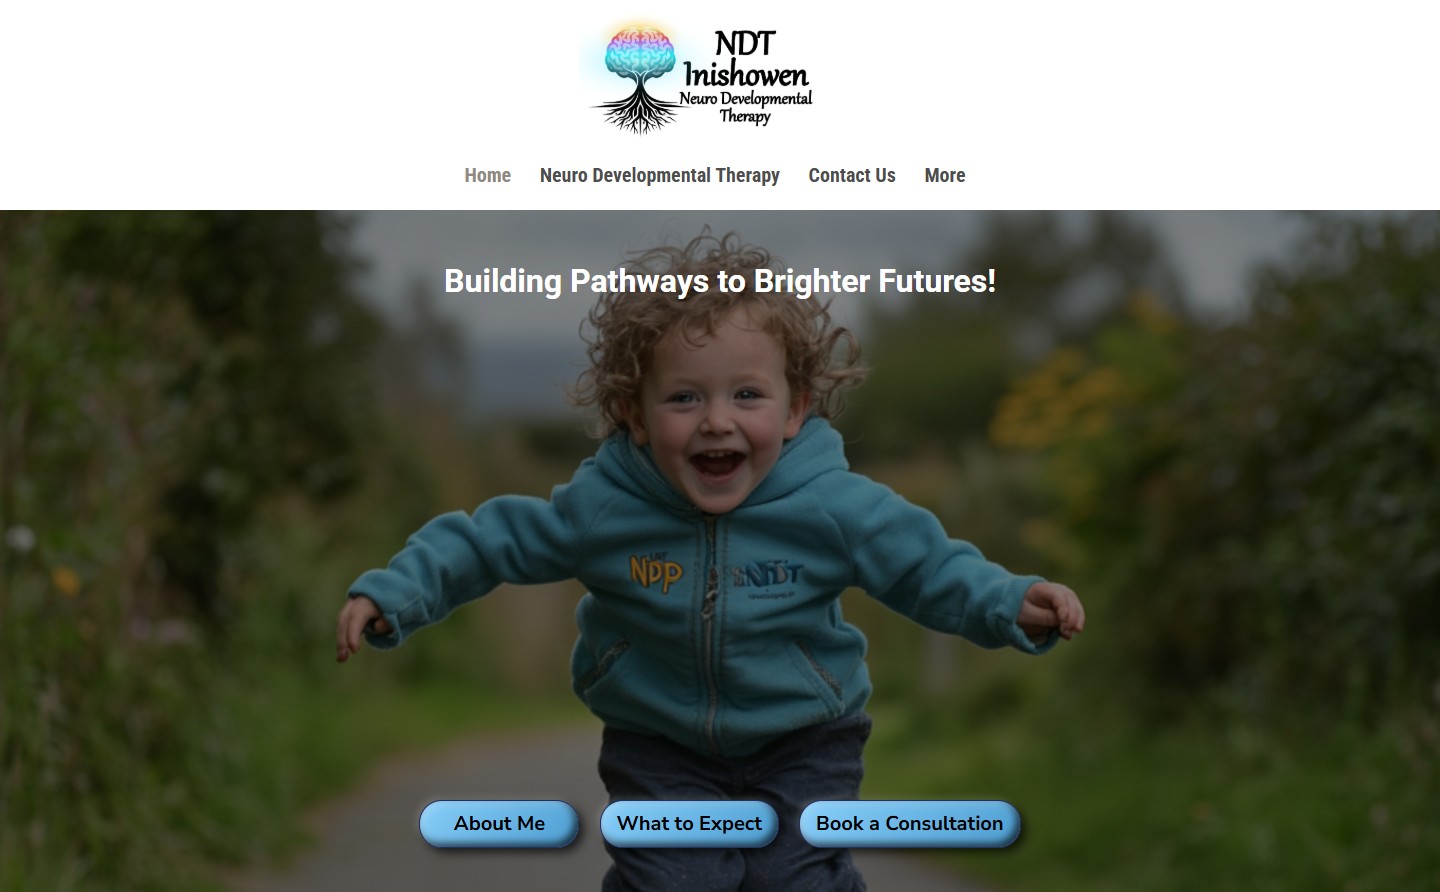 NDT
Inishowen
Neuro Developmental
Therapy
Home Neuro Developmental Therapy Contact Us More
Building Pathways to Brighter Futures!
NDP
About Me What to Expect Book a Consultation